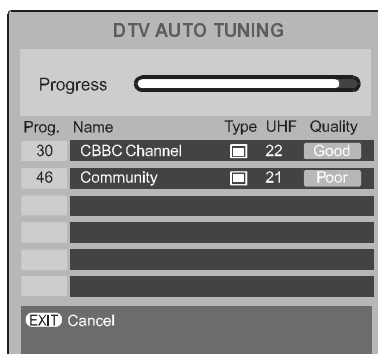 DTV AUTO TUNING
Progress
Prog. Name Type UHF Quality
30 CBBC Channel 22 Good
46 Community 21 Poor
EXIT Cancel